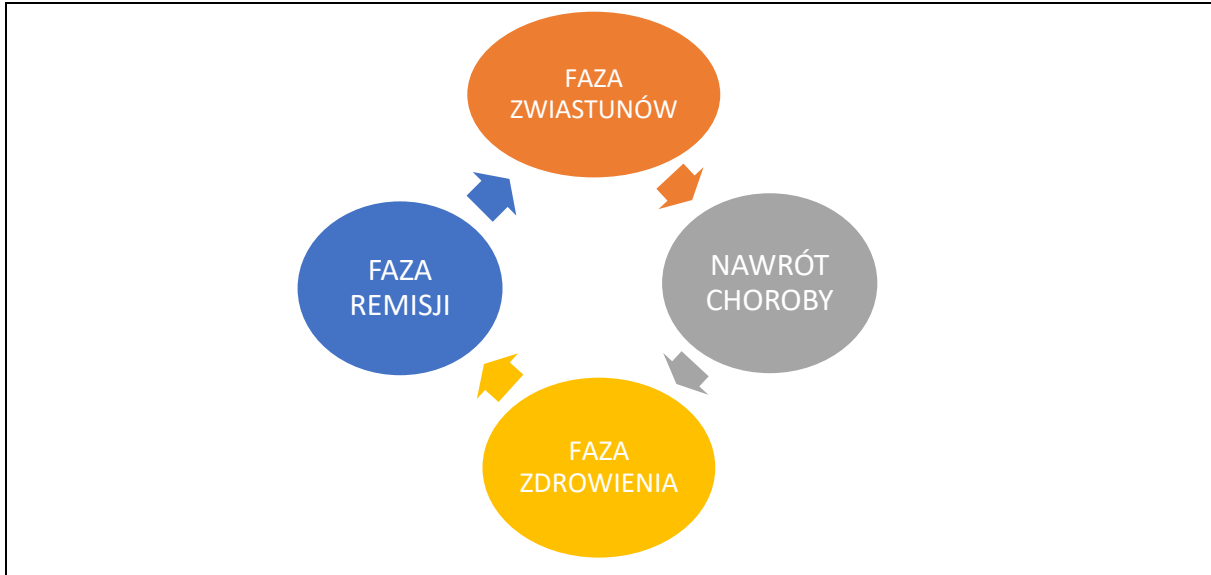 FAZA
ZWIASTUNÓW
NAWRÓT
CHOROBY
FAZA
ZDROWIENIA
FAZA
REMISJI